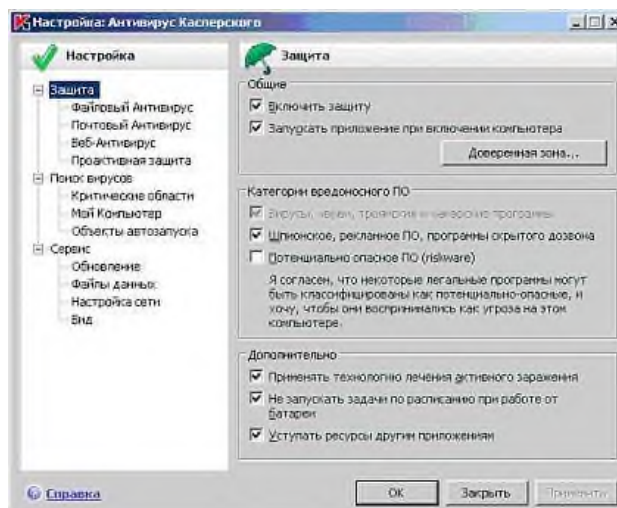 Настройка: Антивирус Касперского
Настройка
Защита
Файловый Антивирус
Почтовый Антивирус
Веб-Антивирус
Проактивная защита
Поиск вирусов
Критические области
Мой Компьютер
Объекты автозапуска
Сервис
Обновление
Файлы данных
Настройка сети
Вид
Защита
Общие
Включить защиту
Запускать приложение при включении компьютера
Доверенная зона...
Категории вредоносного ПО
Вирусы, черви, троянские и хакерские программы
Шпионское, рекламное ПО, программы скрытого дозвона
Потенциально опасное ПО (riskware)
Я согласен, что некоторые легальные программы могут
быть классифицированы как потенциально-опасные, и
хочу, чтобы они воспринимались как угроза на этом
компьютере.
Дополнительно
Применять технологию лечения активного заражения
Не запускать задачи по расписанию при работе от
батареи
Уступать ресурсы другим приложениям
Справка
ОК
Закрыть
Применить